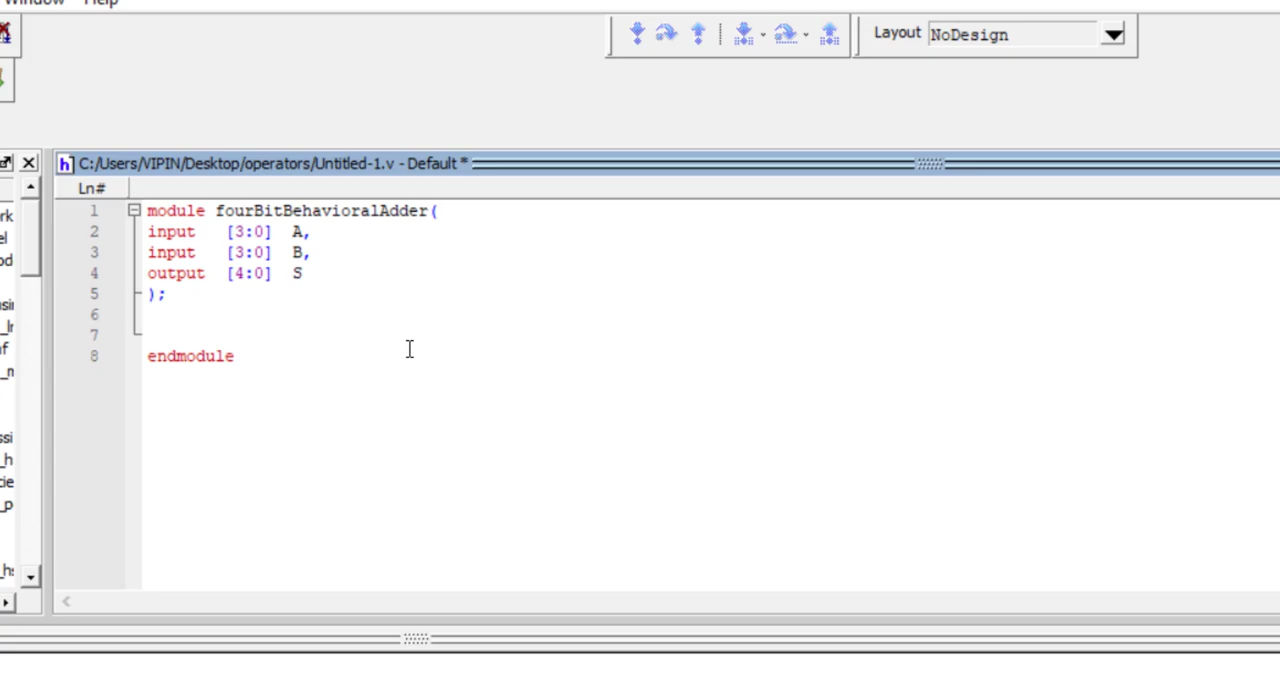 Window Help
Layout NoDesign
C:/Users/VIPIN/Desktop/operators/Untitled-1.v - Default *
Ln#
1 module fourBitBehavioralAdder(
2 input [3:0] A,
3 input [3:0] B,
4 output [4:0] S
5 );
6
7
8 endmodule